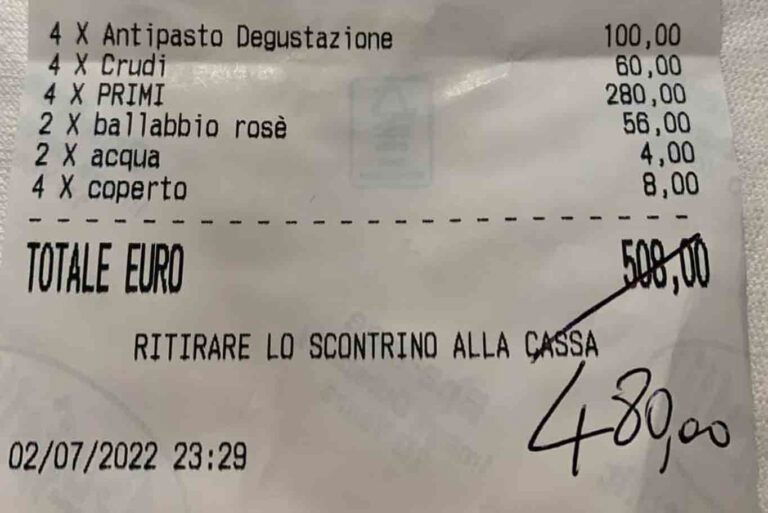 4 X Antipasto Degustazione 100,00
4 X Crudi 60,00
4 X PRIMI 280,00
2 X ballabbio rosè 56,00
2 X acqua 4,00
4 X coperto 8,00
TOTALE EURO 508,00
RITIRARE LO SCONTRINO ALLA CASSA
480,00
02/07/2022 23:29